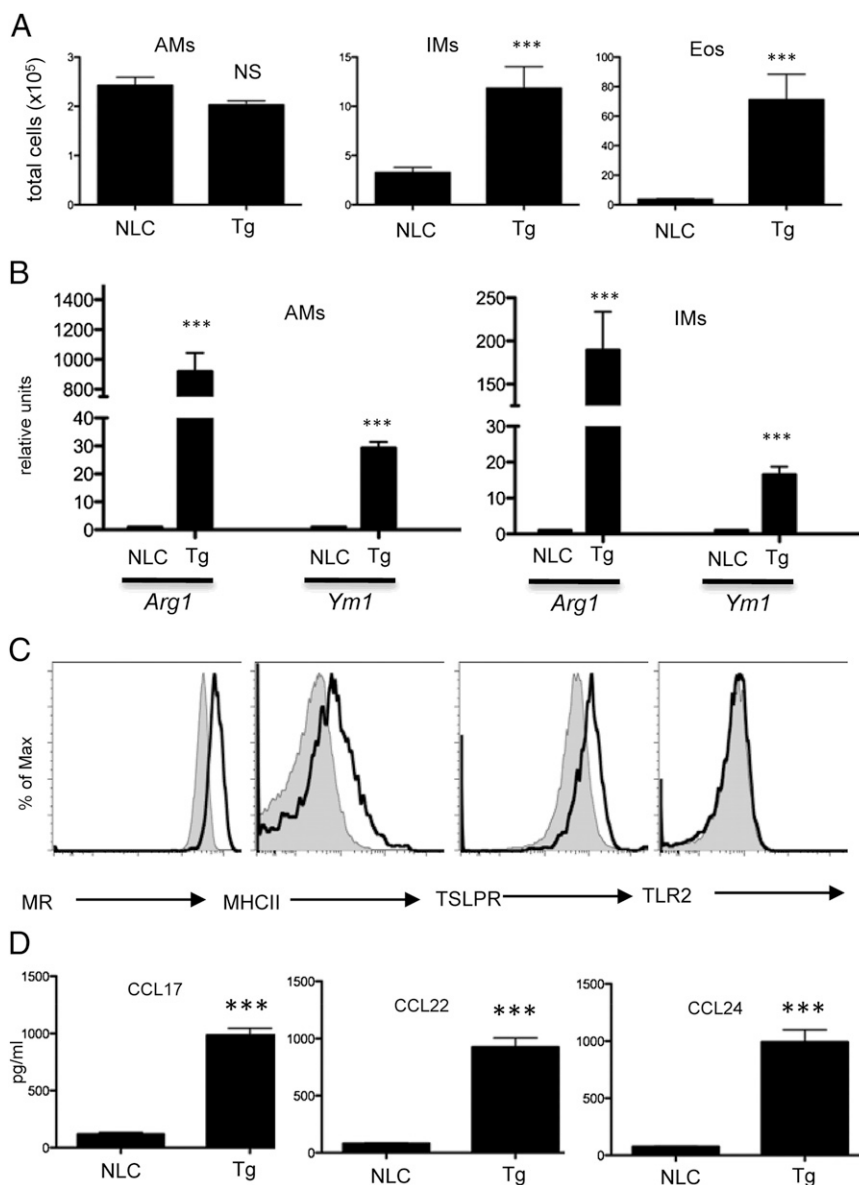 A
AMs
IMs
Eos
NS
***
***
total cells (x10⁵)
3
2
1
0
15
10
5
0
100
80
60
40
20
0
NLC Tg
NLC Tg
NLC Tg
B
AMs
IMs
***
***
***
***
relative units
1400
1200
1000
800
40
30
20
10
0
250
200
150
100
30
20
10
0
NLC Tg NLC Tg
NLC Tg NLC Tg
Arg1 Ym1
Arg1 Ym1
C
% of Max
MR
MHCII
TSLPR
TLR2
D
CCL17
CCL22
CCL24
***
***
***
pg/ml
1500
1000
500
0
1500
1000
500
0
1500
1000
500
0
NLC Tg
NLC Tg
NLC Tg